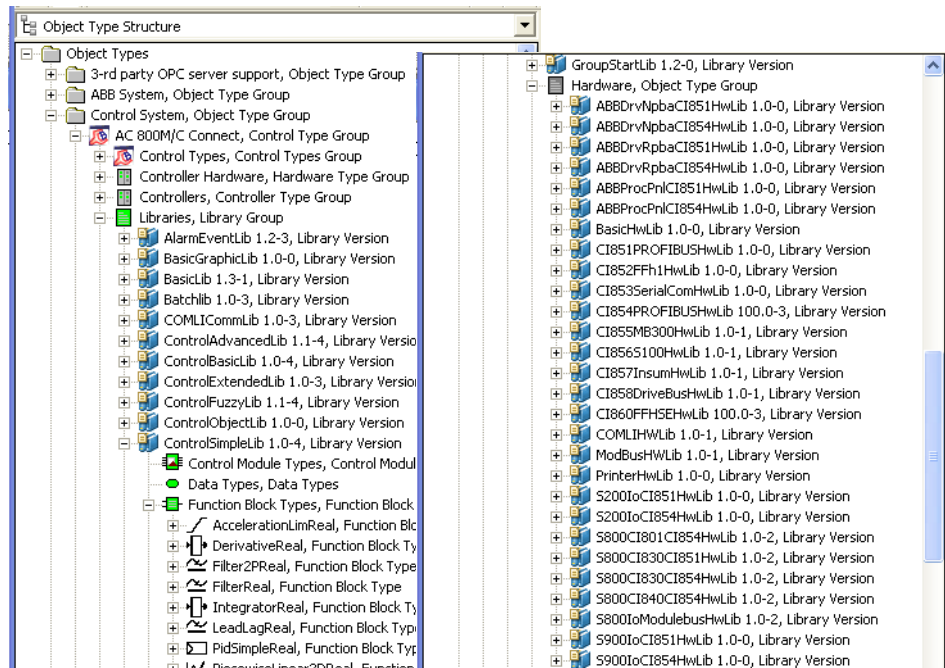 Object Type Structure
Object Types
3-rd party OPC server support, Object Type Group
ABB System, Object Type Group
Control System, Object Type Group
AC 800M/C Connect, Control Type Group
Control Types, Control Types Group
Controller Hardware, Hardware Type Group
Controllers, Controller Type Group
Libraries, Library Group
AlarmEventLib 1.2-3, Library Version
BasicGraphicLib 1.0-0, Library Version
BasicLib 1.3-1, Library Version
Batchlib 1.0-3, Library Version
COMLICommLib 1.0-3, Library Version
ControlAdvancedLib 1.1-4, Library Versio
ControlBasicLib 1.0-4, Library Version
ControlExtendedLib 1.0-3, Library Version
ControlFuzzyLib 1.1-4, Library Version
ControlObjectLib 1.0-0, Library Version
ControlSimpleLib 1.0-4, Library Version
Control Module Types, Control Modul
Data Types, Data Types
Function Block Types, Function Block
AccelerationLimReal, Function Blc
DerivativeReal, Function Block Ty
Filter2PReal, Function Block Type
FilterReal, Function Block Type
IntegratorReal, Function Block Ty
LeadLagReal, Function Block Type
PidSimpleReal, Function Block Typ
PiecewiseLinear2DReal, Function
GroupStartLib 1.2-0, Library Version
Hardware, Object Type Group
ABBDrvNpbaCI851HwLib 1.0-0, Library Version
ABBDrvNpbaCI854HwLib 1.0-0, Library Version
ABBDrvRpbaCI851HwLib 1.0-0, Library Version
ABBDrvRpbaCI854HwLib 1.0-0, Library Version
ABBProcPnlCI851HwLib 1.0-0, Library Version
ABBProcPnlCI854HwLib 1.0-0, Library Version
BasicHwLib 1.0-0, Library Version
CI851PROFIBUSHwLib 1.0-0, Library Version
CI852FFh1HwLib 1.0-0, Library Version
CI853SerialComHwLib 1.0-0, Library Version
CI854PROFIBUSHwLib 100.0-3, Library Version
CI855MB300HwLib 1.0-1, Library Version
CI856S100HwLib 1.0-1, Library Version
CI857InsumHwLib 1.0-1, Library Version
CI858DriveBusHwLib 1.0-1, Library Version
CI860FFHSEHwLib 100.0-3, Library Version
COMLIHWLib 1.0-1, Library Version
ModBusHWLib 1.0-1, Library Version
PrinterHwLib 1.0-0, Library Version
S200IoCI851HwLib 1.0-0, Library Version
S200IoCI854HwLib 1.0-0, Library Version
S800CI801CI854HwLib 1.0-2, Library Version
S800CI830CI851HwLib 1.0-2, Library Version
S800CI830CI854HwLib 1.0-2, Library Version
S800CI840CI854HwLib 1.0-2, Library Version
S800IoModulebusHwLib 1.0-2, Library Version
S900IoCI851HwLib 1.0-0, Library Version
S900IoCI854HwLib 1.0-0, Library Version